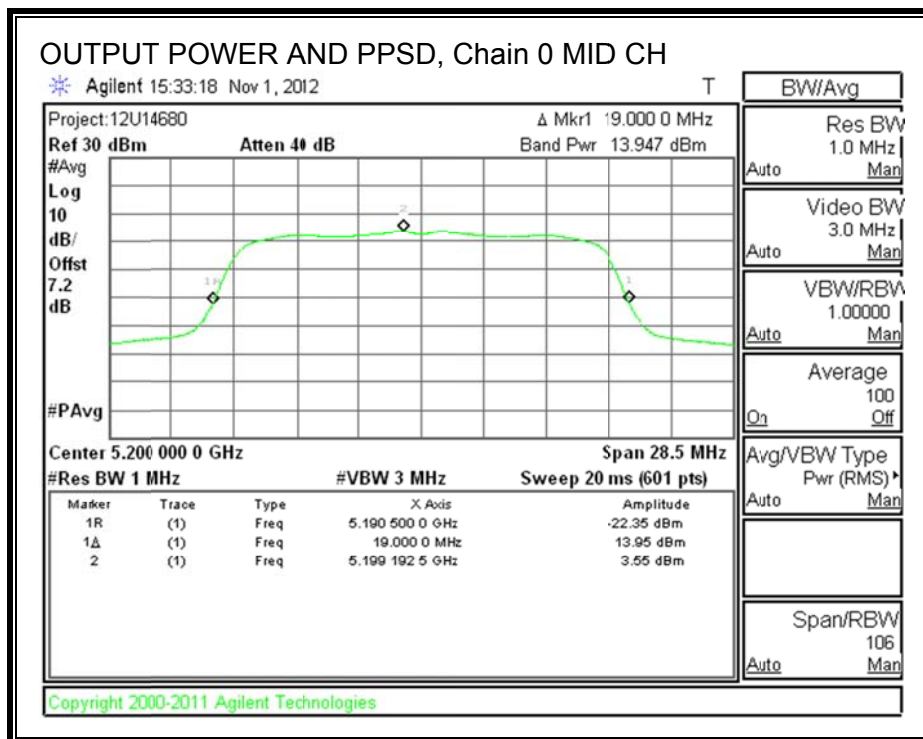 OUTPUT POWER AND PPSD, Chain 0 MID CH
Agilent 15:33:18 Nov 1, 2012 T
Project:12U14680 Δ Mkr1 19.000 0 MHz
Ref 30 dBm Atten 40 dB Band Pwr 13.947 dBm
#Avg
Log
10
dB/
Offst
7.2
dB
#PAvg
2
1R
1
Center 5.200 000 0 GHz Span 28.5 MHz
#Res BW 1 MHz #VBW 3 MHz Sweep 20 ms (601 pts)
Marker Trace Type X Axis Amplitude
1R (1) Freq 5.190 500 0 GHz -22.35 dBm
1Δ (1) Freq 19.000 0 MHz 13.95 dBm
2 (1) Freq 5.199 192 5 GHz 3.55 dBm
BW/Avg
Res BW
1.0 MHz
Auto Man
Video BW
3.0 MHz
Auto Man
VBW/RBW
1.00000
Auto Man
Average
100
On Off
Avg/VBW Type
Pwr (RMS)
Auto Man
Span/RBW
106
Auto Man
Copyright 2000-2011 Agilent Technologies